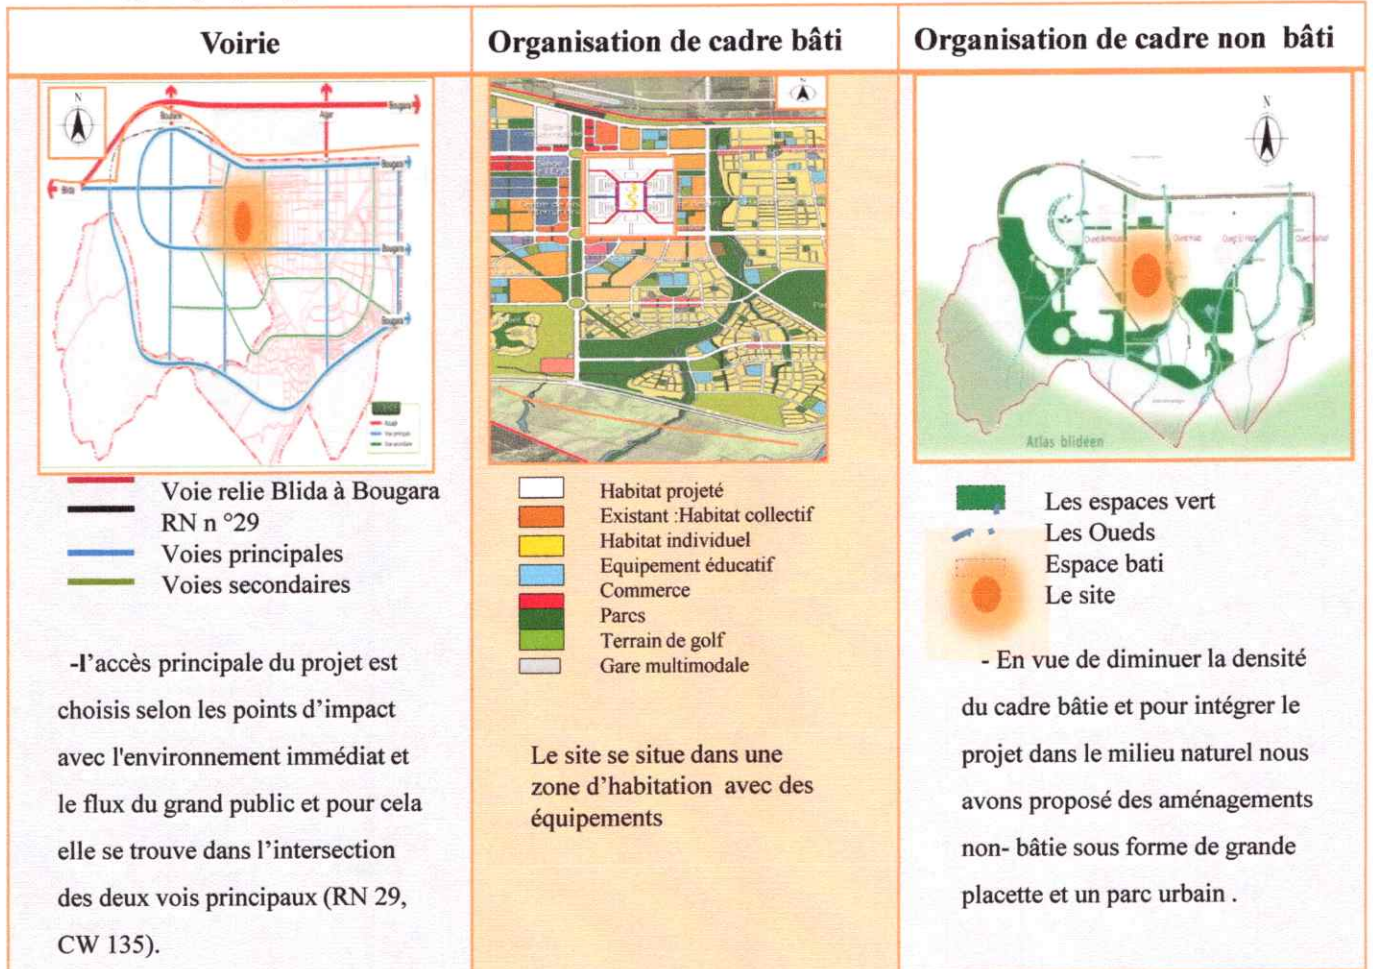 Voirie
Organisation de cadre bâti
Organisation de cadre non bâti
N
Bougara
Alger
Blida
Bougara
Bougara
Bougara
Voie relie Blida à Bougara
RN n °29
Voies principales
Voies secondaires
-l'accès principale du projet est
choisis selon les points d'impact
avec l'environnement immédiat et
le flux du grand public et pour cela
elle se trouve dans l'intersection
des deux vois principaux (RN 29,
CW 135).
Habitat projeté
Existant :Habitat collectif
Habitat individuel
Equipement éducatif
Commerce
Parcs
Terrain de golf
Gare multimodale
Le site se situe dans une
zone d'habitation avec des
équipements
N
Atlas blidéen
Les espaces vert
Les Oueds
Espace bati
Le site
- En vue de diminuer la densité
du cadre bâtie et pour intégrer le
projet dans le milieu naturel nous
avons proposé des aménagements
non- bâtie sous forme de grande
placette et un parc urbain .